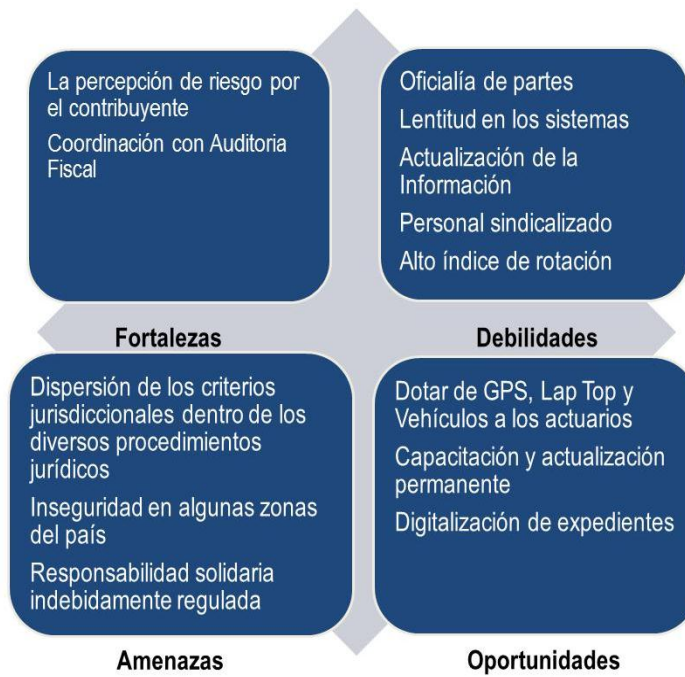 La percepción de riesgo por
el contribuyente
Coordinación con Auditoria
Fiscal
Fortalezas
Oficialía de partes
Lentitud en los sistemas
Actualización de la
Información
Personal sindicalizado
Alto índice de rotación
Debilidades
Dispersión de los criterios
jurisdiccionales dentro de los
diversos procedimientos
jurídicos
Inseguridad en algunas zonas
del país
Responsabilidad solidaria
indebidamente regulada
Amenazas
Dotar de GPS, Lap Top y
Vehículos a los actuarios
Capacitación y actualización
permanente
Digitalización de expedientes
Oportunidades